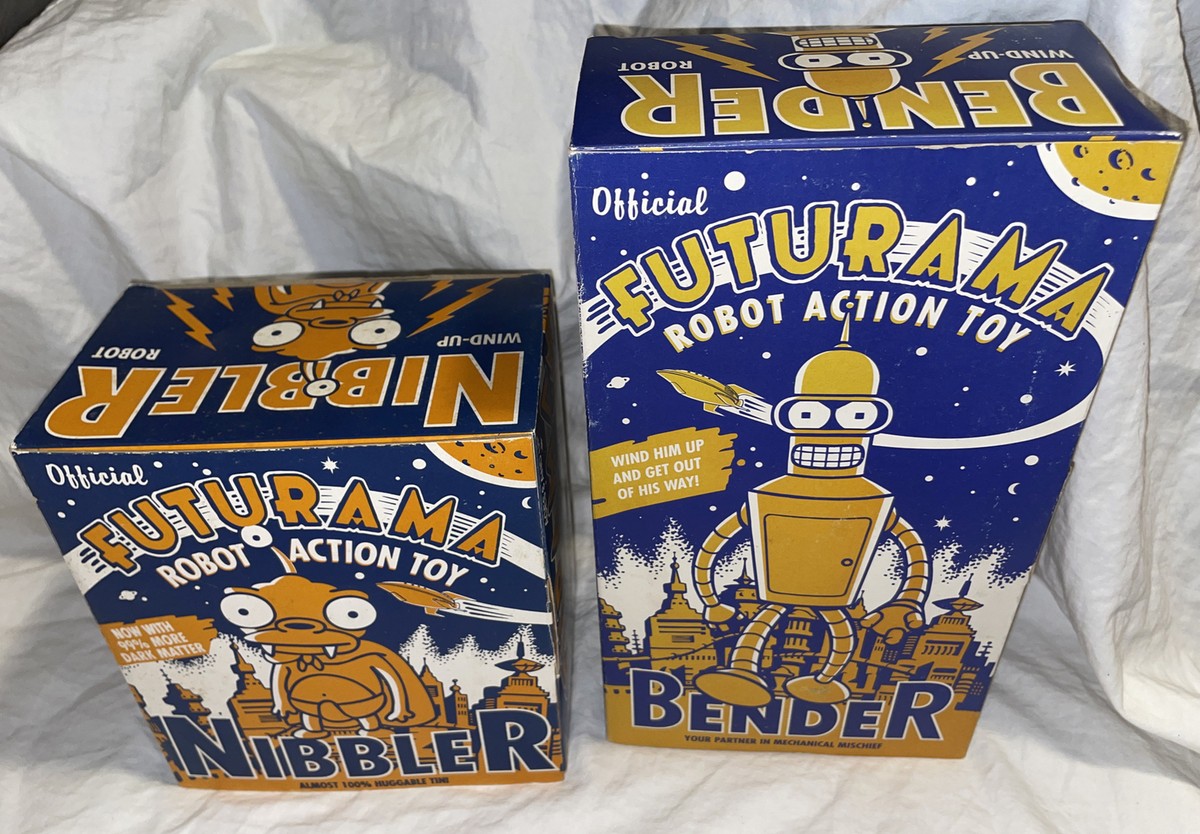 WIND-UP
ROBOT
NIBBLER
Official
FUTURAMA
ROBOT ACTION TOY
NOW WITH
99% MORE
DARK MATTER
NIBBLER
ALMOST 100% HUGGABLE TIN!
WIND-UP
ROBOT
BENDER
Official
FUTURAMA
ROBOT ACTION TOY
WIND HIM UP
AND GET OUT
OF HIS WAY!
BENDER
YOUR PARTNER IN MECHANICAL MISCHIEF